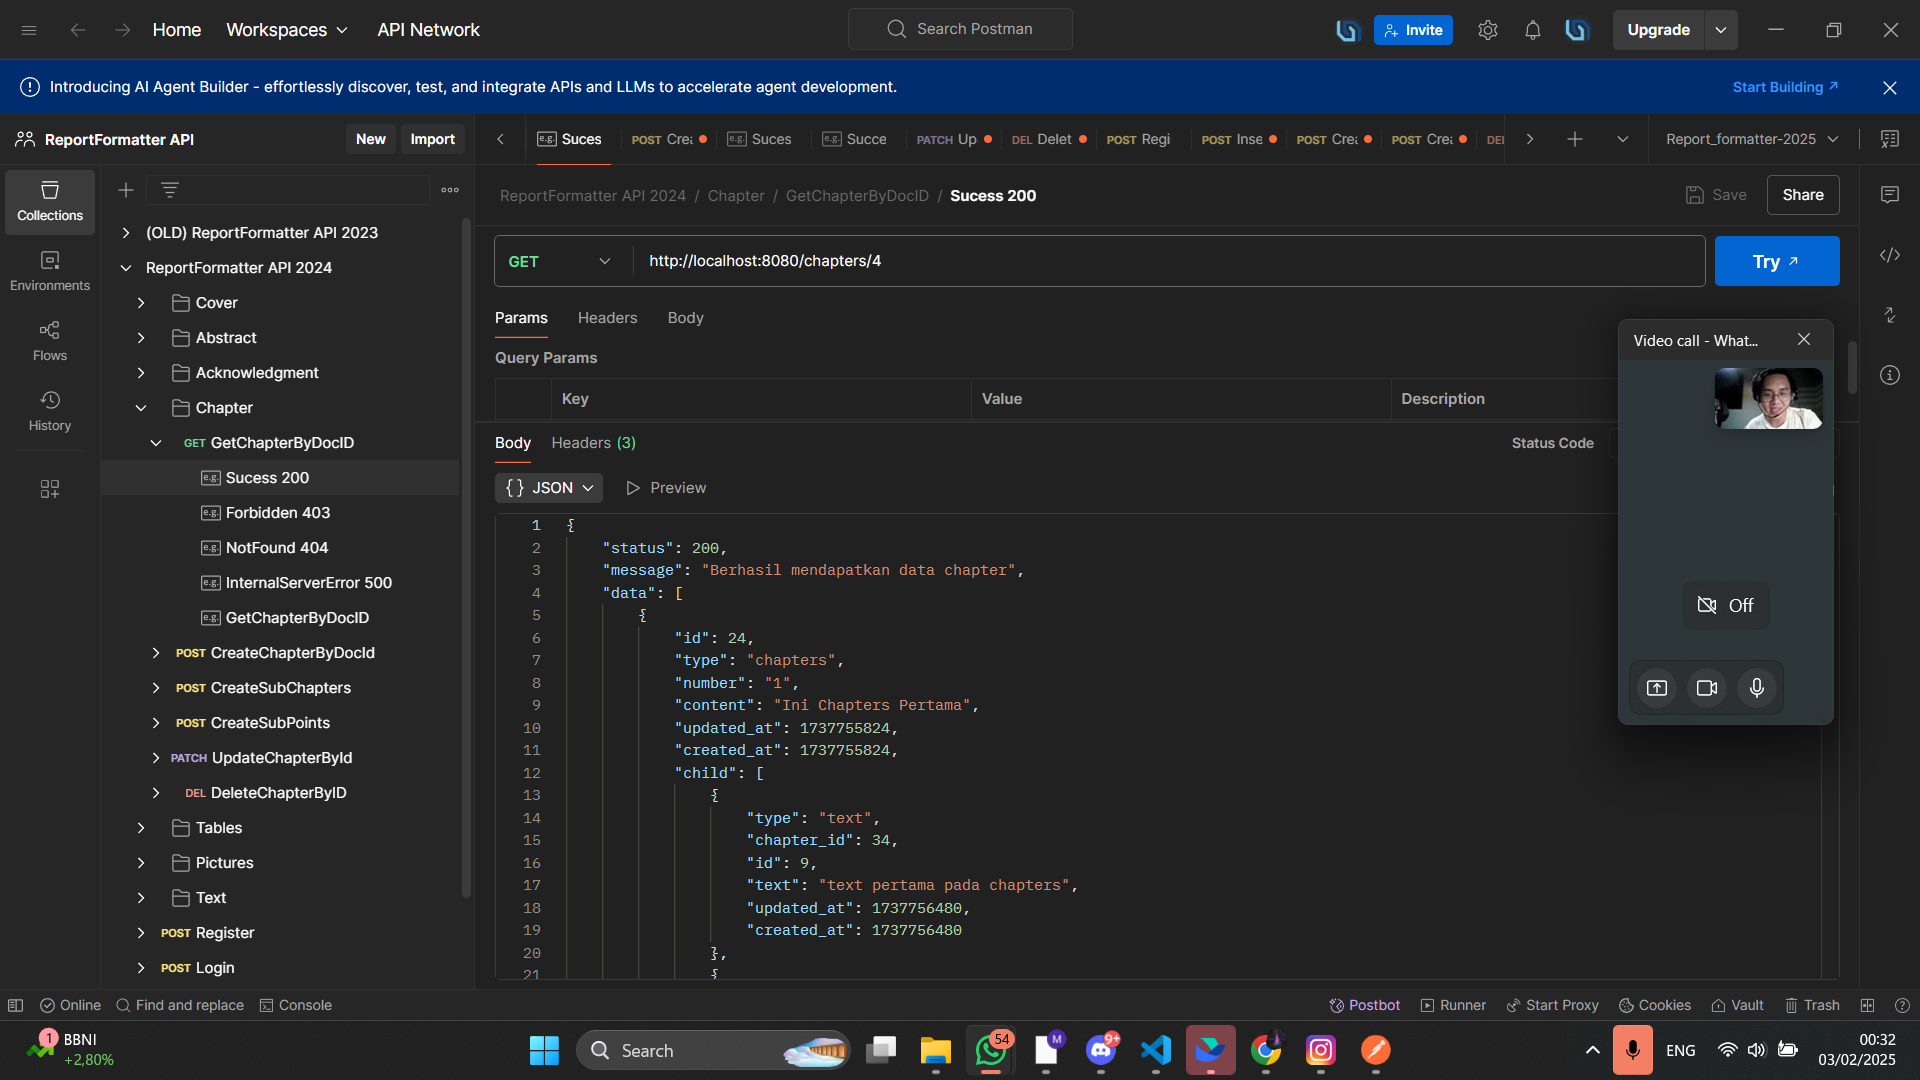 Home Workspaces API Network Search Postman Invite Upgrade
Introducing AI Agent Builder - effortlessly discover, test, and integrate APIs and LLMs to accelerate agent development. Start Building
ReportFormatter API New Import
e.g. Suces POST Crea e.g. Suces e.g. Succe PATCH Up DEL Delet POST Regi POST Inse POST Crea POST Crea DEL Report_formatter-2025
Collections
Environments
Flows
History
(OLD) ReportFormatter API 2023
ReportFormatter API 2024
Cover
Abstract
Acknowledgment
Chapter
GET GetChapterByDocID
e.g. Sucess 200
e.g. Forbidden 403
e.g. NotFound 404
e.g. InternalServerError 500
e.g. GetChapterByDocID
POST CreateChapterByDocId
POST CreateSubChapters
POST CreateSubPoints
PATCH UpdateChapterById
DEL DeleteChapterByID
Tables
Pictures
Text
POST Register
POST Login
ReportFormatter API 2024 / Chapter / GetChapterByDocID / Sucess 200 Save Share
GET http://localhost:8080/chapters/4 Try
Params Headers Body
Query Params
Key Value Description
Body Headers (3) Status Code
{} JSON Preview
1 {
2 "status": 200,
3 "message": "Berhasil mendapatkan data chapter",
4 "data": [
5 {
6 "id": 24,
7 "type": "chapters",
8 "number": "1",
9 "content": "Ini Chapters Pertama",
10 "updated_at": 1737755824,
11 "created_at": 1737755824,
12 "child": [
13 {
14 "type": "text",
15 "chapter_id": 34,
16 "id": 9,
17 "text": "text pertama pada chapters",
18 "updated_at": 1737756480,
19 "created_at": 1737756480
20 },
21 {
Video call - What...
Off
Online Find and replace Console Postbot Runner Start Proxy Cookies Vault Trash
1 BBNI
+2,80%
Search
54
M
9+
ENG
00:32
03/02/2025